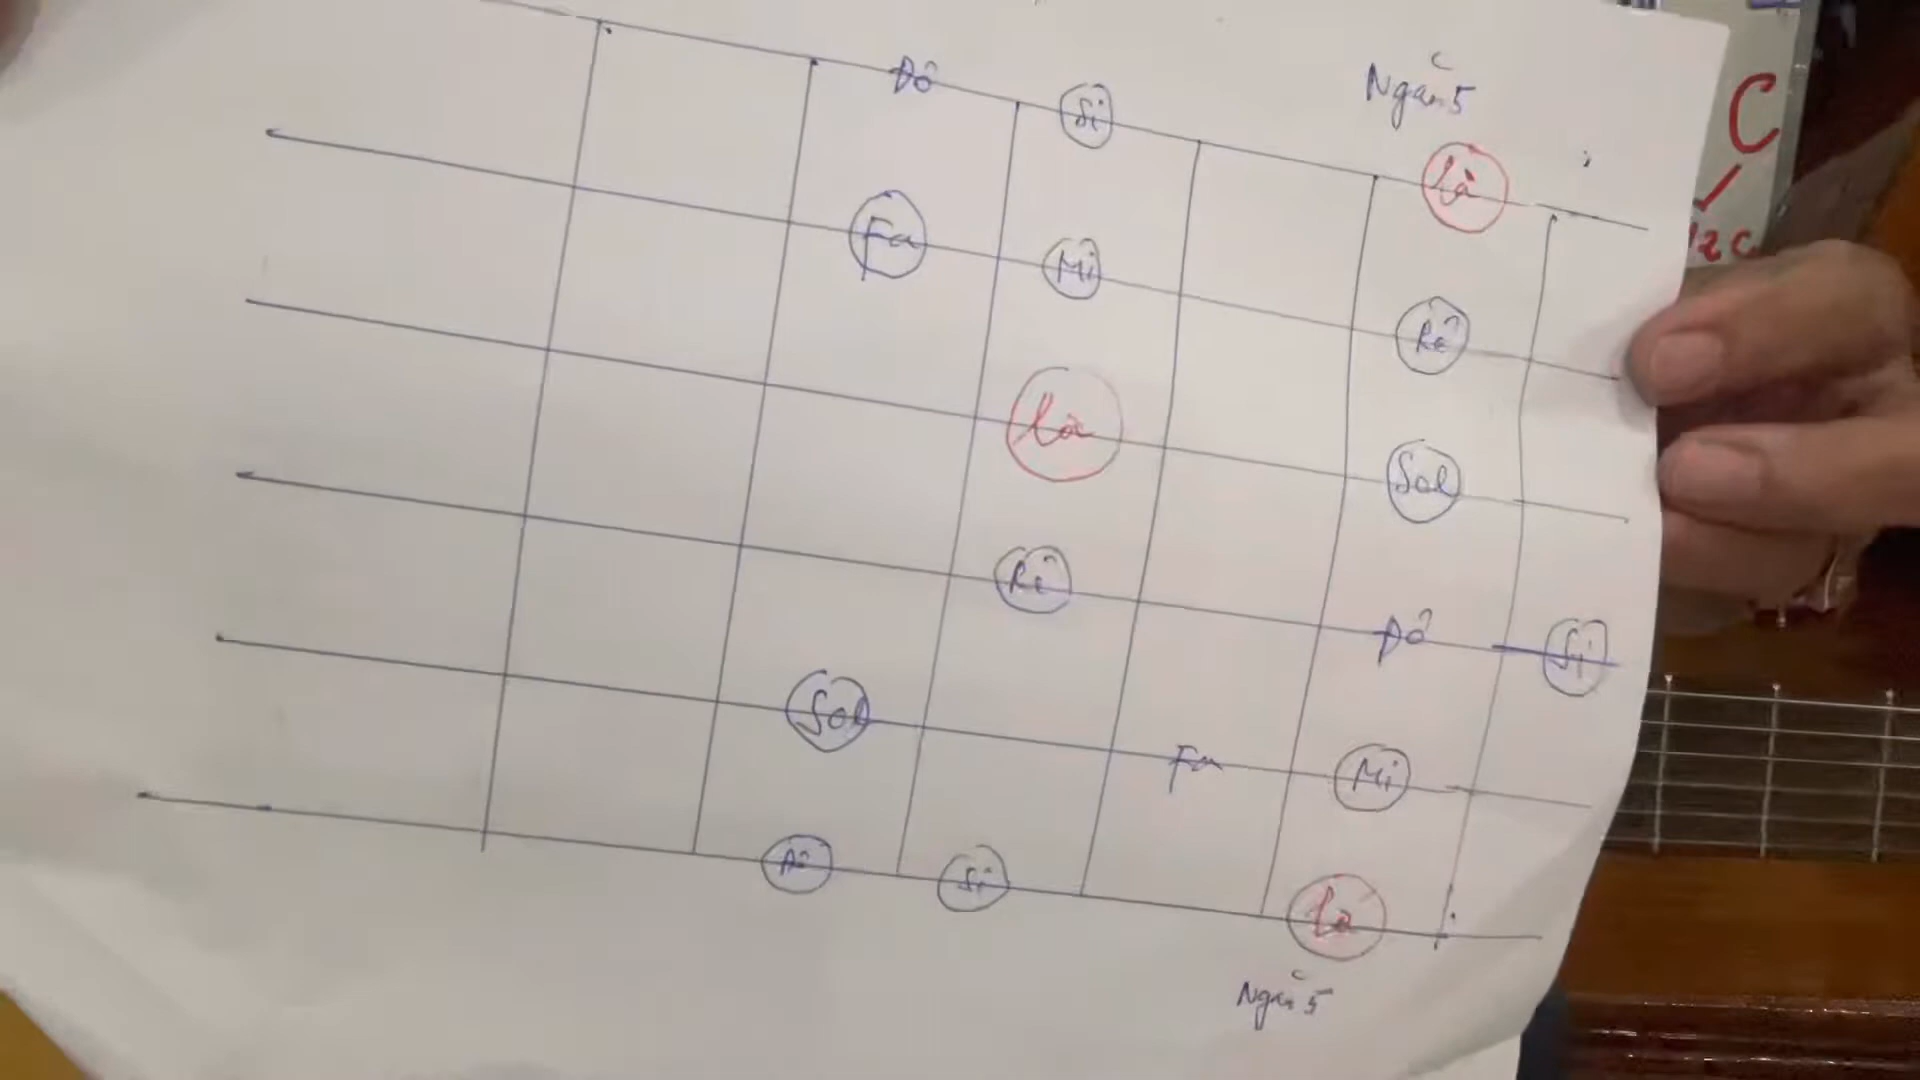 Đô
Si
Ngăn 5
La
Fa
Mi
Rê
La
Sol
Rê
Đô
Si
Sol
Fa
Mi
Đô
Si
La
Ngăn 5
C